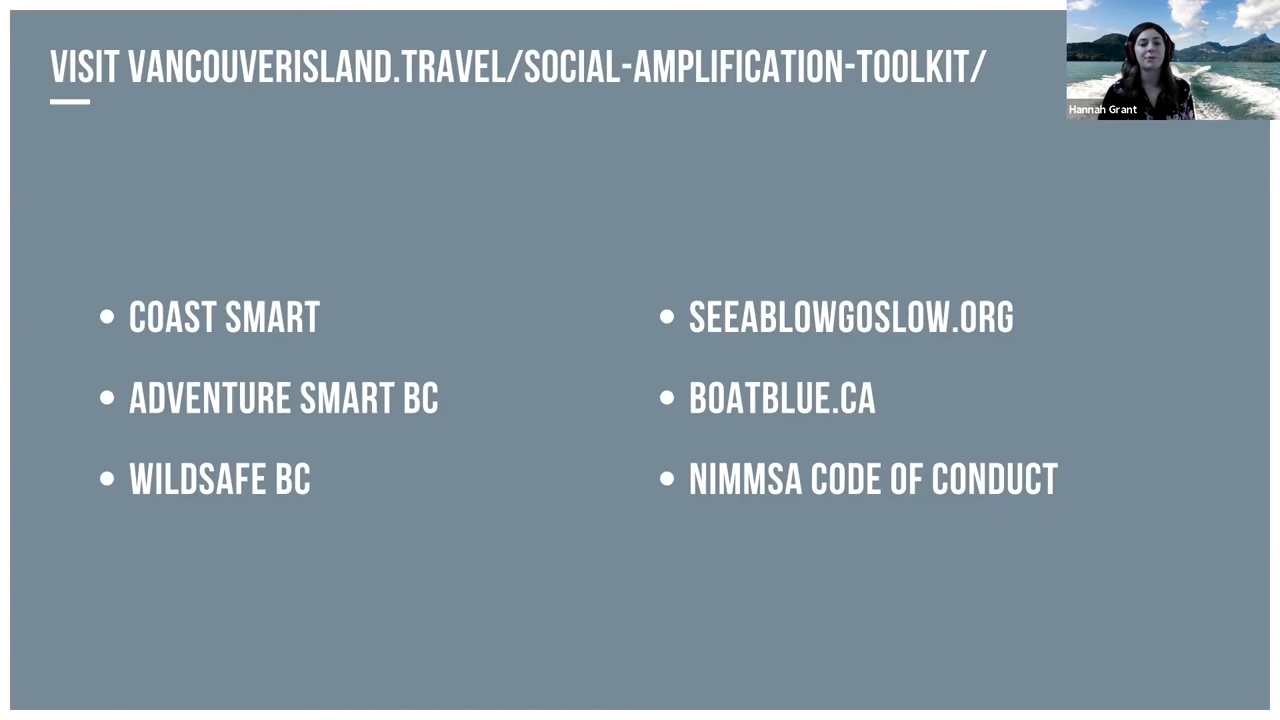 VISIT VANCOUVERISLAND.TRAVEL/SOCIAL-AMPLIFICATION-TOOLKIT/
Hannah Grant
COAST SMART
ADVENTURE SMART BC
WILDSAFE BC
SEEABLOWGOSLOW.ORG
BOATBLUE.CA
NIMMSA CODE OF CONDUCT